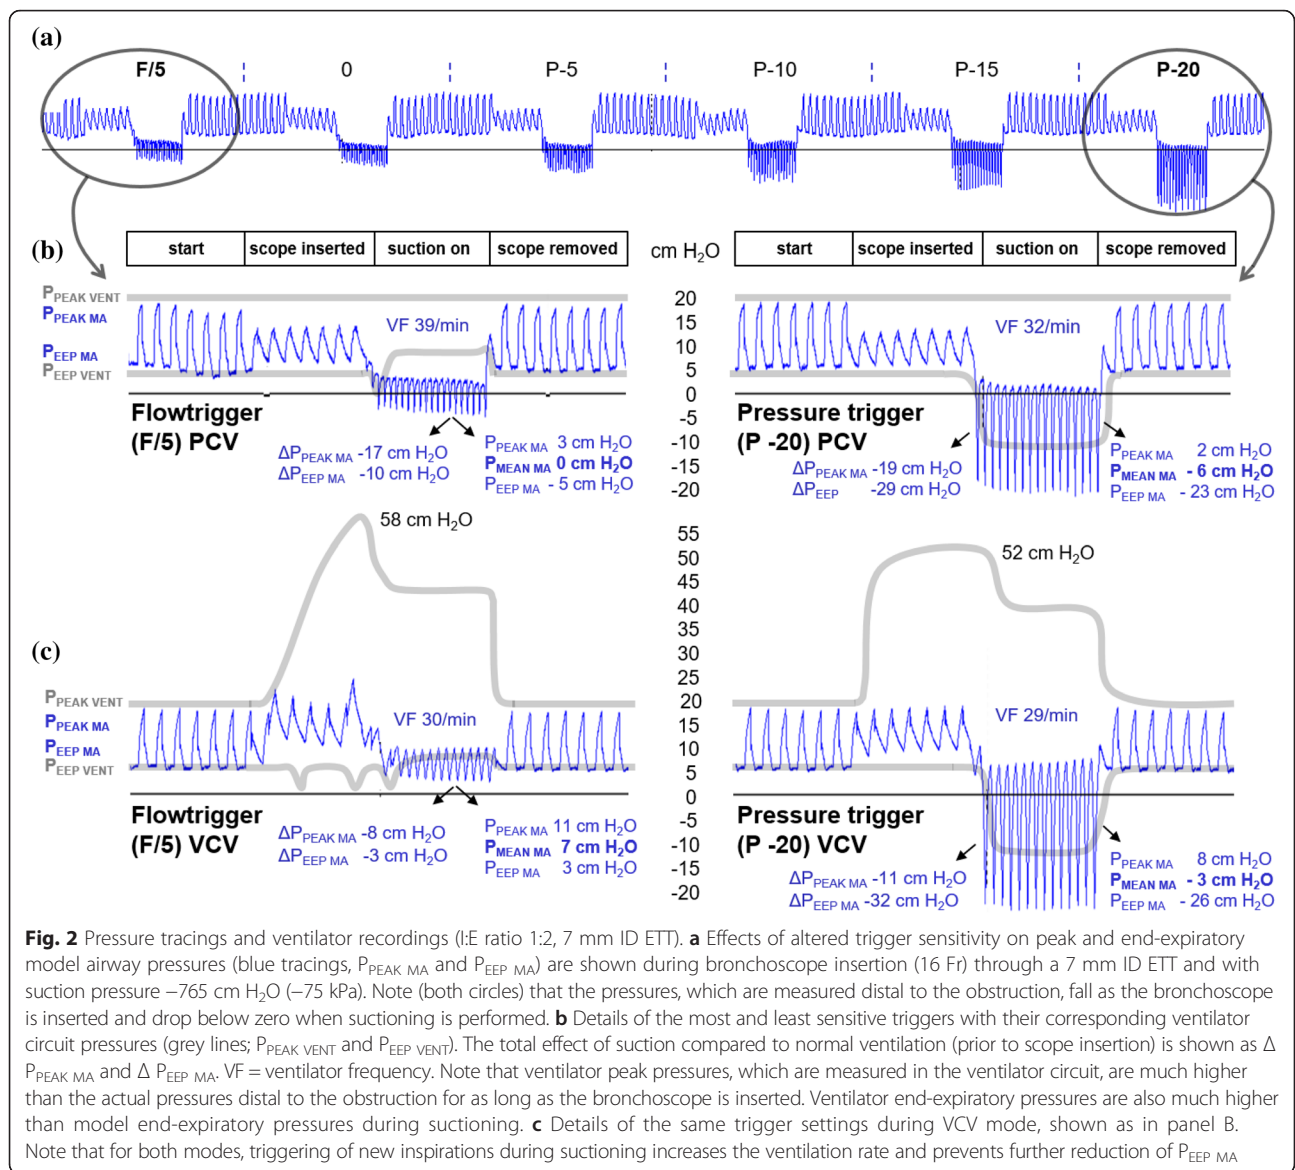 (a)
F/5 0 P-5 P-10 P-15 P-20
(b)
start scope inserted suction on scope removed cm H2O start scope inserted suction on scope removed
PPEAK VENT
PPEAK MA
PEEP MA
PEEP VENT
VF 39/min
Flowtrigger
(F/5) PCV
ΔPPEAK MA -17 cm H2O
ΔPEEP MA -10 cm H2O
PPEAK MA 3 cm H2O
PMEAN MA 0 cm H2O
PEEP MA - 5 cm H2O
20
15
10
5
0
-5
-10
-15
-20
VF 32/min
Pressure trigger
(P -20) PCV
ΔPPEAK MA -19 cm H2O
ΔPEEP -29 cm H2O
PPEAK MA 2 cm H2O
PMEAN MA - 6 cm H2O
PEEP MA - 23 cm H2O
(c)
58 cm H2O
PPEAK VENT
PPEAK MA
PEEP MA
PEEP VENT
VF 30/min
Flowtrigger
(F/5) VCV
ΔPPEAK MA -8 cm H2O
ΔPEEP MA -3 cm H2O
PPEAK MA 11 cm H2O
PMEAN MA 7 cm H2O
PEEP MA 3 cm H2O
55
50
45
40
35
30
25
20
15
10
5
0
-5
-10
-15
-20
52 cm H2O
VF 29/min
Pressure trigger
(P -20) VCV
ΔPPEAK MA -11 cm H2O
ΔPEEP MA -32 cm H2O
PPEAK MA 8 cm H2O
PMEAN MA - 3 cm H2O
PEEP MA - 26 cm H2O
Fig. 2 Pressure tracings and ventilator recordings (I:E ratio 1:2, 7 mm ID ETT). a Effects of altered trigger sensitivity on peak and end-expiratory
model airway pressures (blue tracings, PPEAK MA and PEEP MA) are shown during bronchoscope insertion (16 Fr) through a 7 mm ID ETT and with
suction pressure −765 cm H2O (−75 kPa). Note (both circles) that the pressures, which are measured distal to the obstruction, fall as the bronchoscope
is inserted and drop below zero when suctioning is performed. b Details of the most and least sensitive triggers with their corresponding ventilator
circuit pressures (grey lines; PPEAK VENT and PEEP VENT). The total effect of suction compared to normal ventilation (prior to scope insertion) is shown as Δ
PPEAK MA and Δ PEEP MA. VF = ventilator frequency. Note that ventilator peak pressures, which are measured in the ventilator circuit, are much higher
than the actual pressures distal to the obstruction for as long as the bronchoscope is inserted. Ventilator end-expiratory pressures are also much higher
than model end-expiratory pressures during suctioning. c Details of the same trigger settings during VCV mode, shown as in panel B.
Note that for both modes, triggering of new inspirations during suctioning increases the ventilation rate and prevents further reduction of PEEP MA